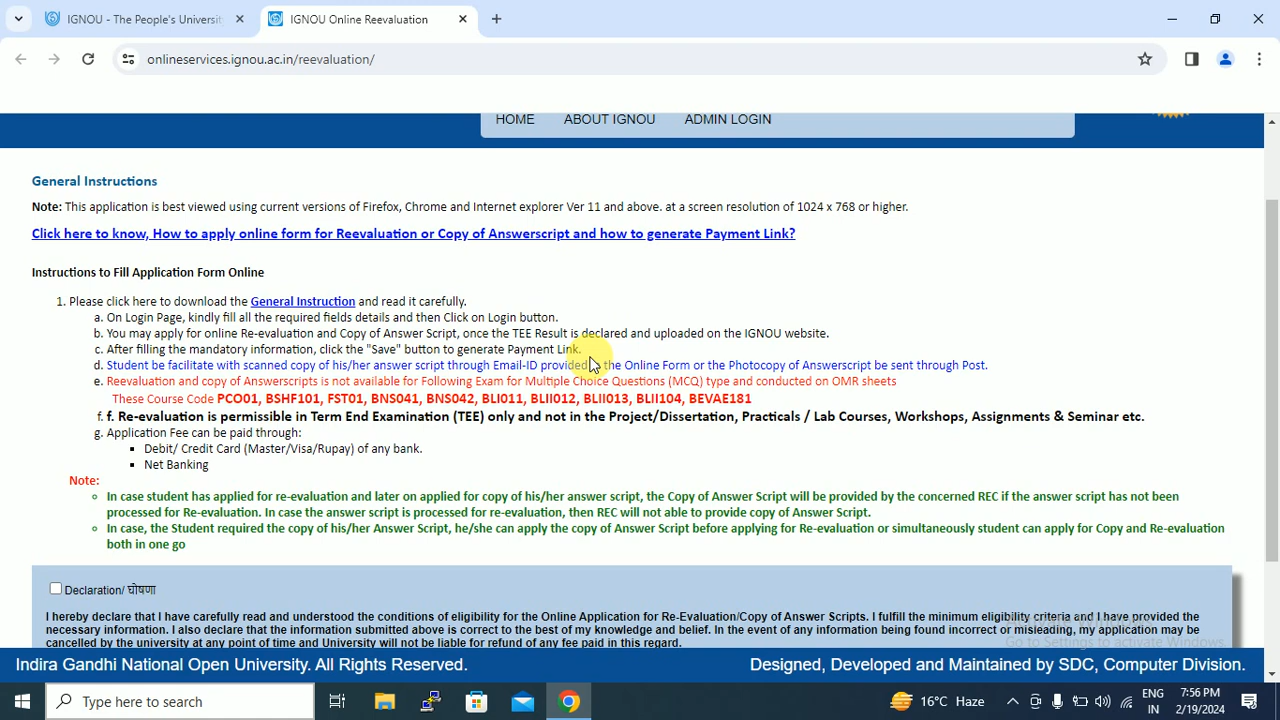 IGNOU - The People's Universit
IGNOU Online Reevaluation
onlineservices.ignou.ac.in/reevaluation/
HOME ABOUT IGNOU ADMIN LOGIN
General Instructions
Note: This application is best viewed using current versions of Firefox, Chrome and Internet explorer Ver 11 and above. at a screen resolution of 1024 x 768 or higher.
Click here to know, How to apply online form for Reevaluation or Copy of Answerscript and how to generate Payment Link?
Instructions to Fill Application Form Online
1. Please click here to download the General Instruction and read it carefully.
a. On Login Page, kindly fill all the required fields details and then Click on Login button.
b. You may apply for online Re-evaluation and Copy of Answer Script, once the TEE Result is declared and uploaded on the IGNOU website.
c. After filling the mandatory information, click the "Save" button to generate Payment Link.
d. Student be facilitate with scanned copy of his/her answer script through Email-ID provided the Online Form or the Photocopy of Answerscript be sent through Post.
e. Reevaluation and copy of Answerscripts is not available for Following Exam for Multiple Choice Questions (MCQ) type and conducted on OMR sheets
These Course Code PCO01, BSHF101, FST01, BNS041, BNS042, BLI011, BLII012, BLII013, BLII104, BEVAE181
f. f. Re-evaluation is permissible in Term End Examination (TEE) only and not in the Project/Dissertation, Practicals / Lab Courses, Workshops, Assignments & Seminar etc.
g. Application Fee can be paid through:
Debit/ Credit Card (Master/Visa/Rupay) of any bank.
Net Banking
Note:
In case student has applied for re-evaluation and later on applied for copy of his/her answer script, the Copy of Answer Script will be provided by the concerned REC if the answer script has not been
processed for Re-evaluation. In case the answer script is processed for re-evaluation, then REC will not able to provide copy of Answer Script.
In case, the Student required the copy of his/her Answer Script, he/she can apply the copy of Answer Script before applying for Re-evaluation or simultaneously student can apply for Copy and Re-evaluation
both in one go
Declaration/ घोषणा
I hereby declare that I have carefully read and understood the conditions of eligibility for the Online Application for Re-Evaluation/Copy of Answer Scripts. I fulfill the minimum eligibility criteria and I have provided the
necessary information. I also declare that the information submitted above is correct to the best of my knowledge and belief. In the event of any information being found incorrect or misleading, my application may be
cancelled by the university at any point of time and University will not be liable for refund of any fee paid in this regard.
Activate Windows
Go to Settings to activate Windows.
Indira Gandhi National Open University. All Rights Reserved. Designed, Developed and Maintained by SDC, Computer Division.
Type here to search
16°C Haze
ENG
IN
7:56 PM
2/19/2024